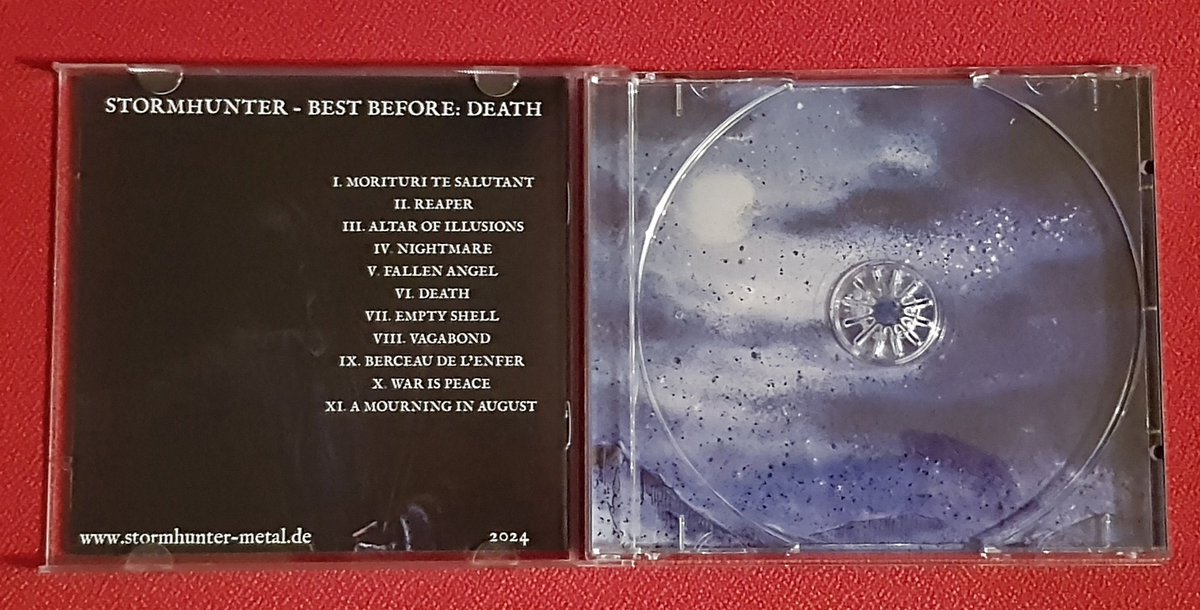 STORMHUNTER - BEST BEFORE: DEATH
I. MORITURI TE SALUTANT
II. REAPER
III. ALTAR OF ILLUSIONS
IV. NIGHTMARE
V. FALLEN ANGEL
VI. DEATH
VII. EMPTY SHELL
VIII. VAGABOND
IX. BERCEAU DE L'ENFER
X. WAR IS PEACE
XI. A MOURNING IN AUGUST
www.stormhunter-metal.de
2024